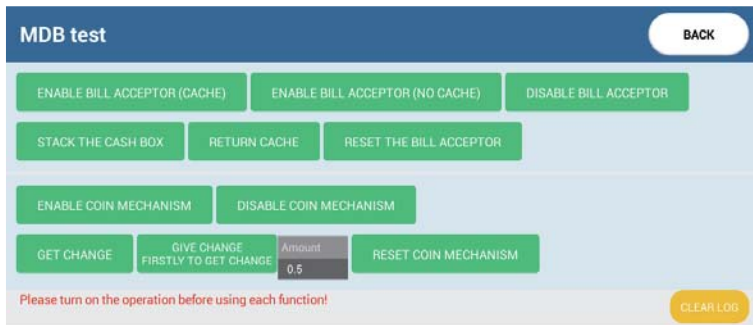 MDB test
BACK
ENABLE BILL ACCEPTOR (CACHE)
ENABLE BILL ACCEPTOR (NO CACHE)
DISABLE BILL ACCEPTOR
STACK THE CASH BOX
RETURN CACHE
RESET THE BILL ACCEPTOR
ENABLE COIN MECHANISM
DISABLE COIN MECHANISM
GET CHANGE
GIVE CHANGE
FIRSTLY TO GET CHANGE
Amount
0.5
RESET COIN MECHANISM
Please turn on the operation before using each function!
CLEAR LOG